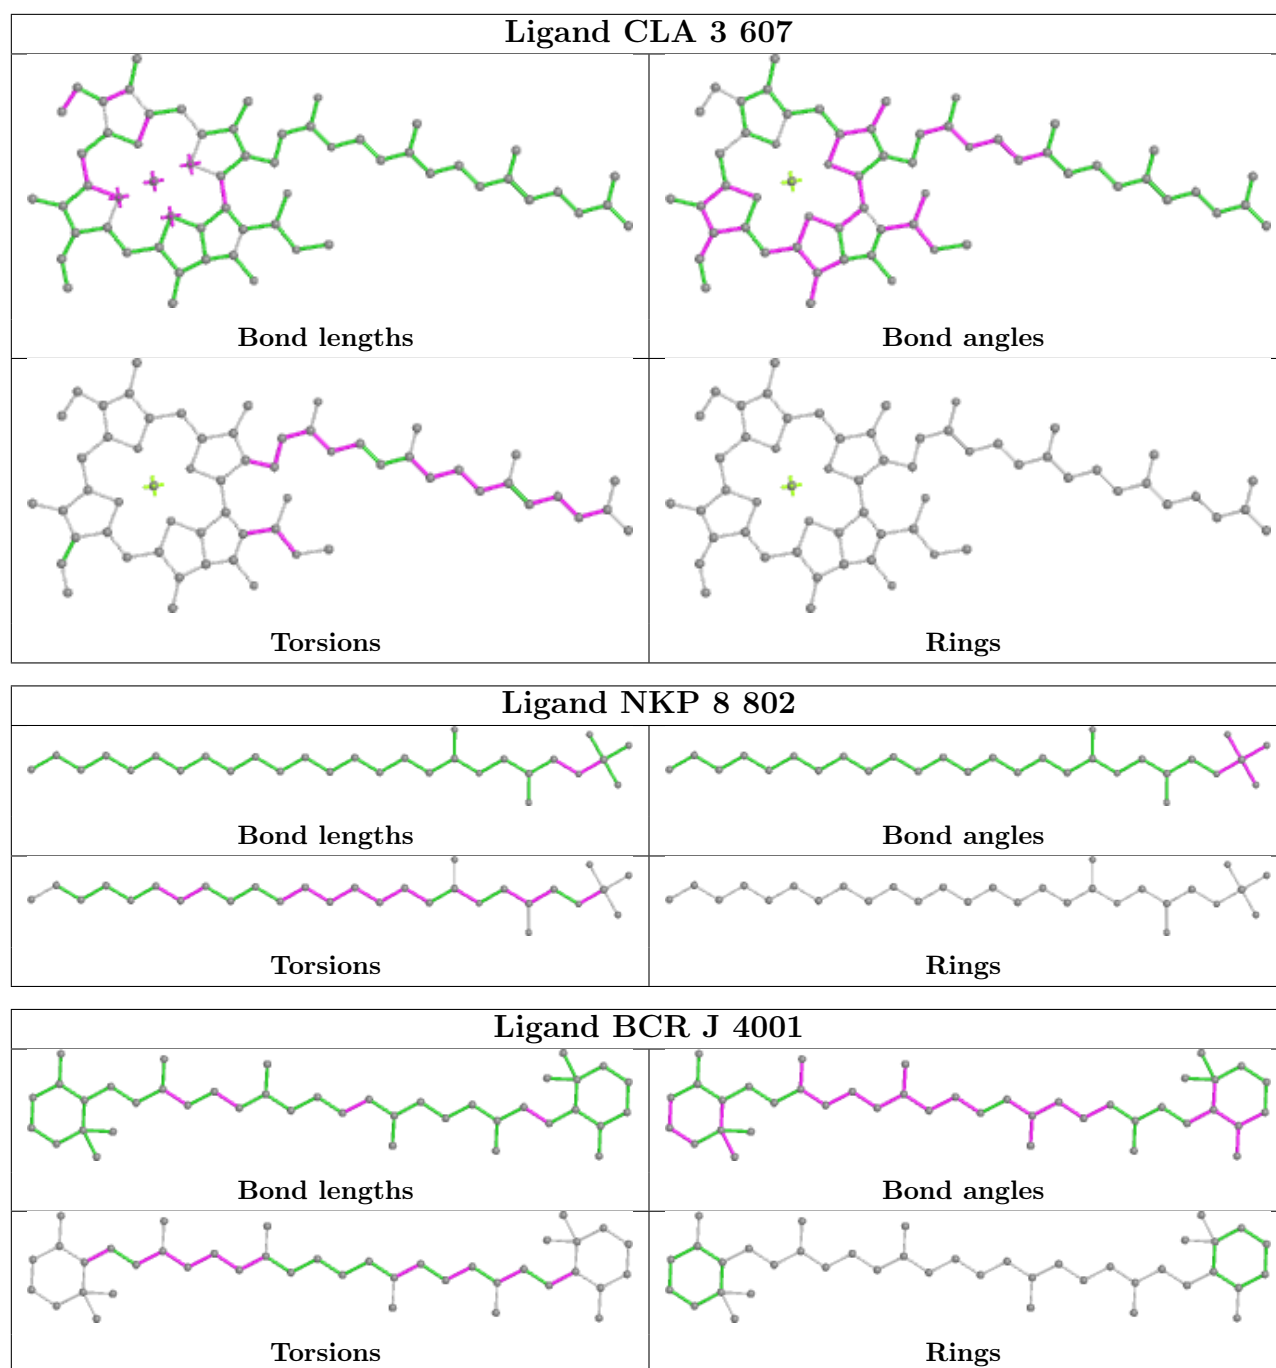 Ligand CLA 3 607
Bond lengths
Bond angles
Torsions
Rings
Ligand NKP 8 802
Bond lengths
Bond angles
Torsions
Rings
Ligand BCR J 4001
Bond lengths
Bond angles
Torsions
Rings